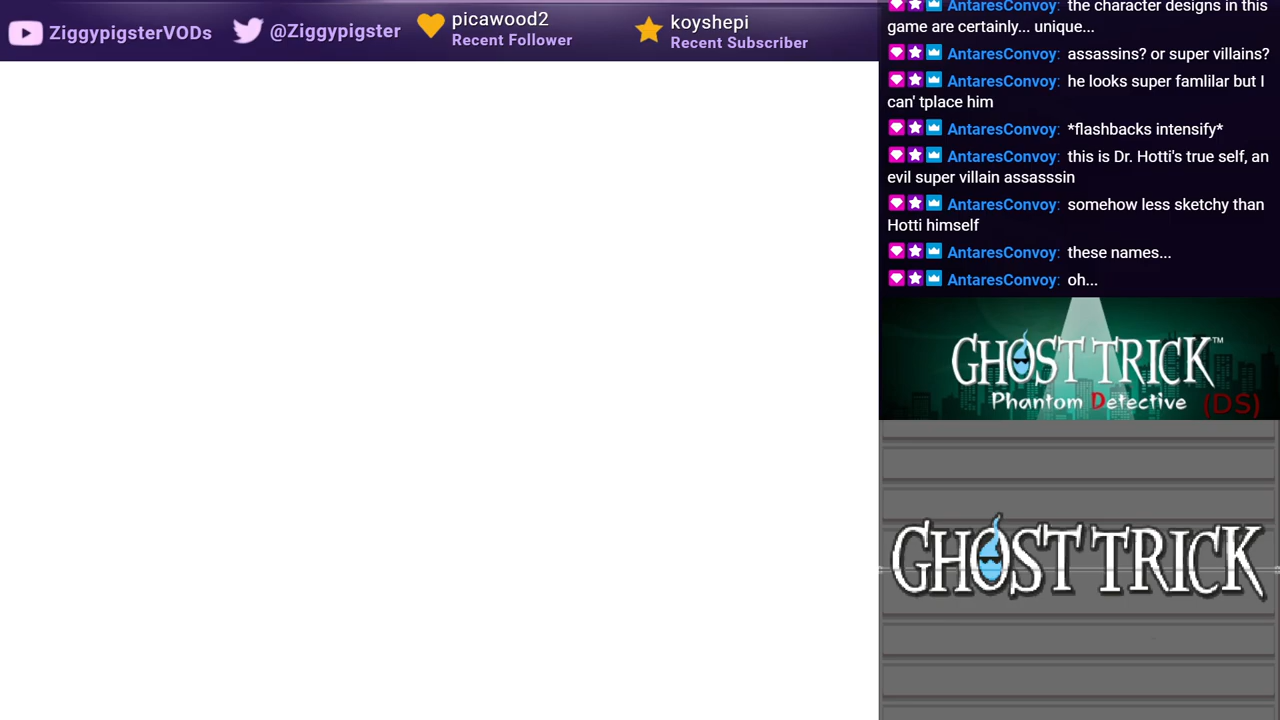 ZiggypigsterVODs
@Ziggypigster
picawood2
Recent Follower
koyshepi
Recent Subscriber
the character designs in this
game are certainly... unique...
AntaresConvoy: assassins? or super villains?
AntaresConvoy: he looks super famlilar but I
can' tplace him
AntaresConvoy: *flashbacks intensify*
AntaresConvoy: this is Dr. Hotti's true self, an
evil super villain assasssin
AntaresConvoy: somehow less sketchy than
Hotti himself
AntaresConvoy: these names...
AntaresConvoy: oh...
GHOST TRICK™
Phantom Detective (DS)
GHOST TRICK